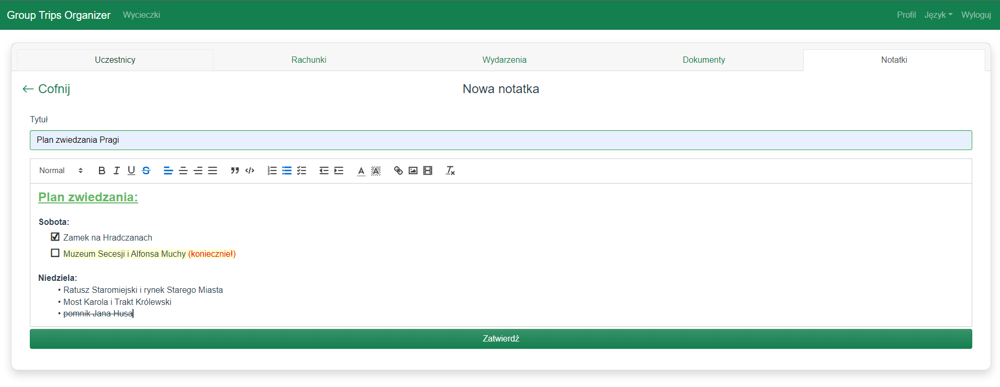 Group Trips Organizer Wycieczki Profil Język Wyloguj
Uczestnicy Rachunki Wydarzenia Dokumenty Notatki
← Cofnij Nowa notatka
Tytuł
Plan zwiedzania Pragi
Normal
Plan zwiedzania:
Sobota:
Zamek na Hradczanach
Muzeum Secesji i Alfonsa Muchy (koniecznie!)
Niedziela:
• Ratusz Staromiejski i rynek Starego Miasta
• Most Karola i Trakt Królewski
• pomnik Jana Husa
Zatwierdź